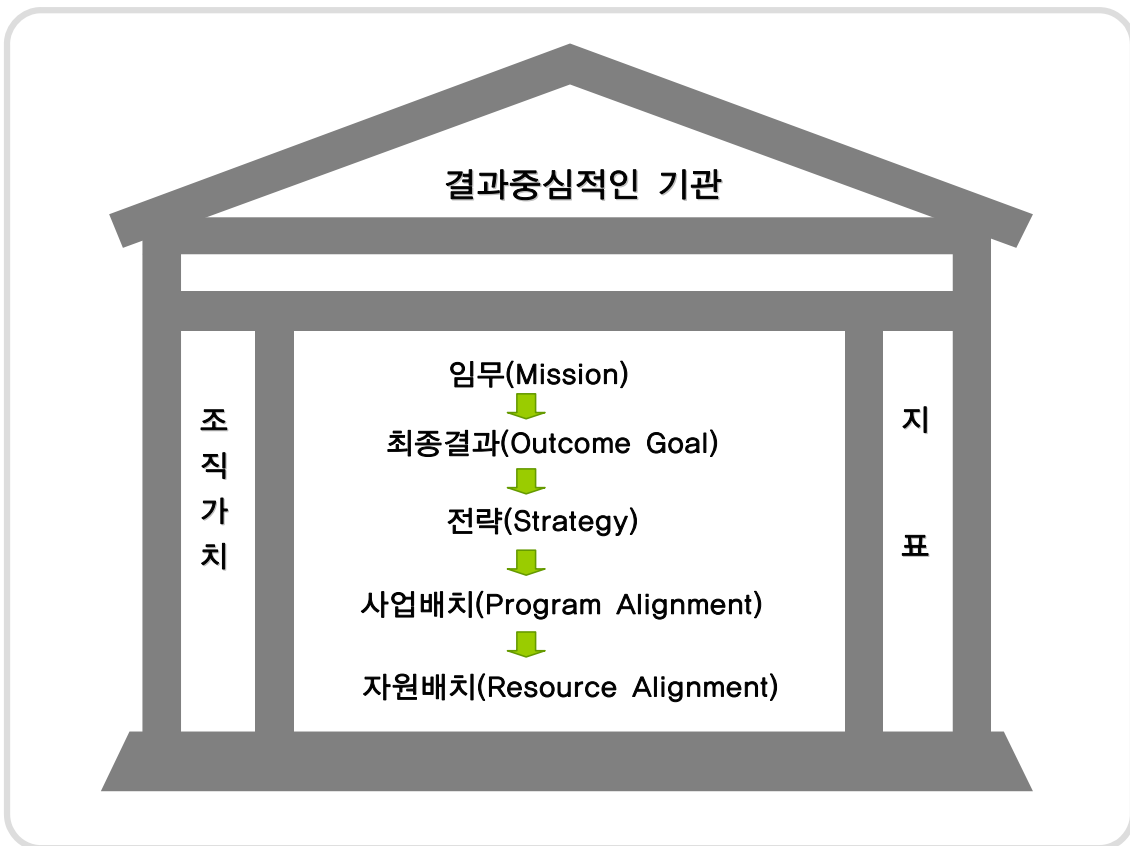 결과중심적인 기관
조직가치
임무(Mission)
최종결과(Outcome Goal)
전략(Strategy)
사업배치(Program Alignment)
자원배치(Resource Alignment)
지표